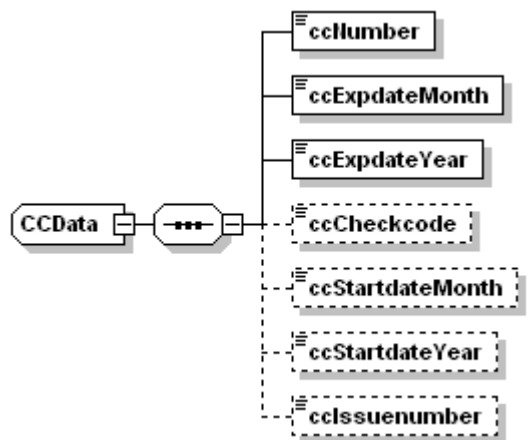 ccNumber
ccExpdateMonth
ccExpdateYear
CCData
ccCheckcode
ccStartdateMonth
ccStartdateYear
ccIssuenumber